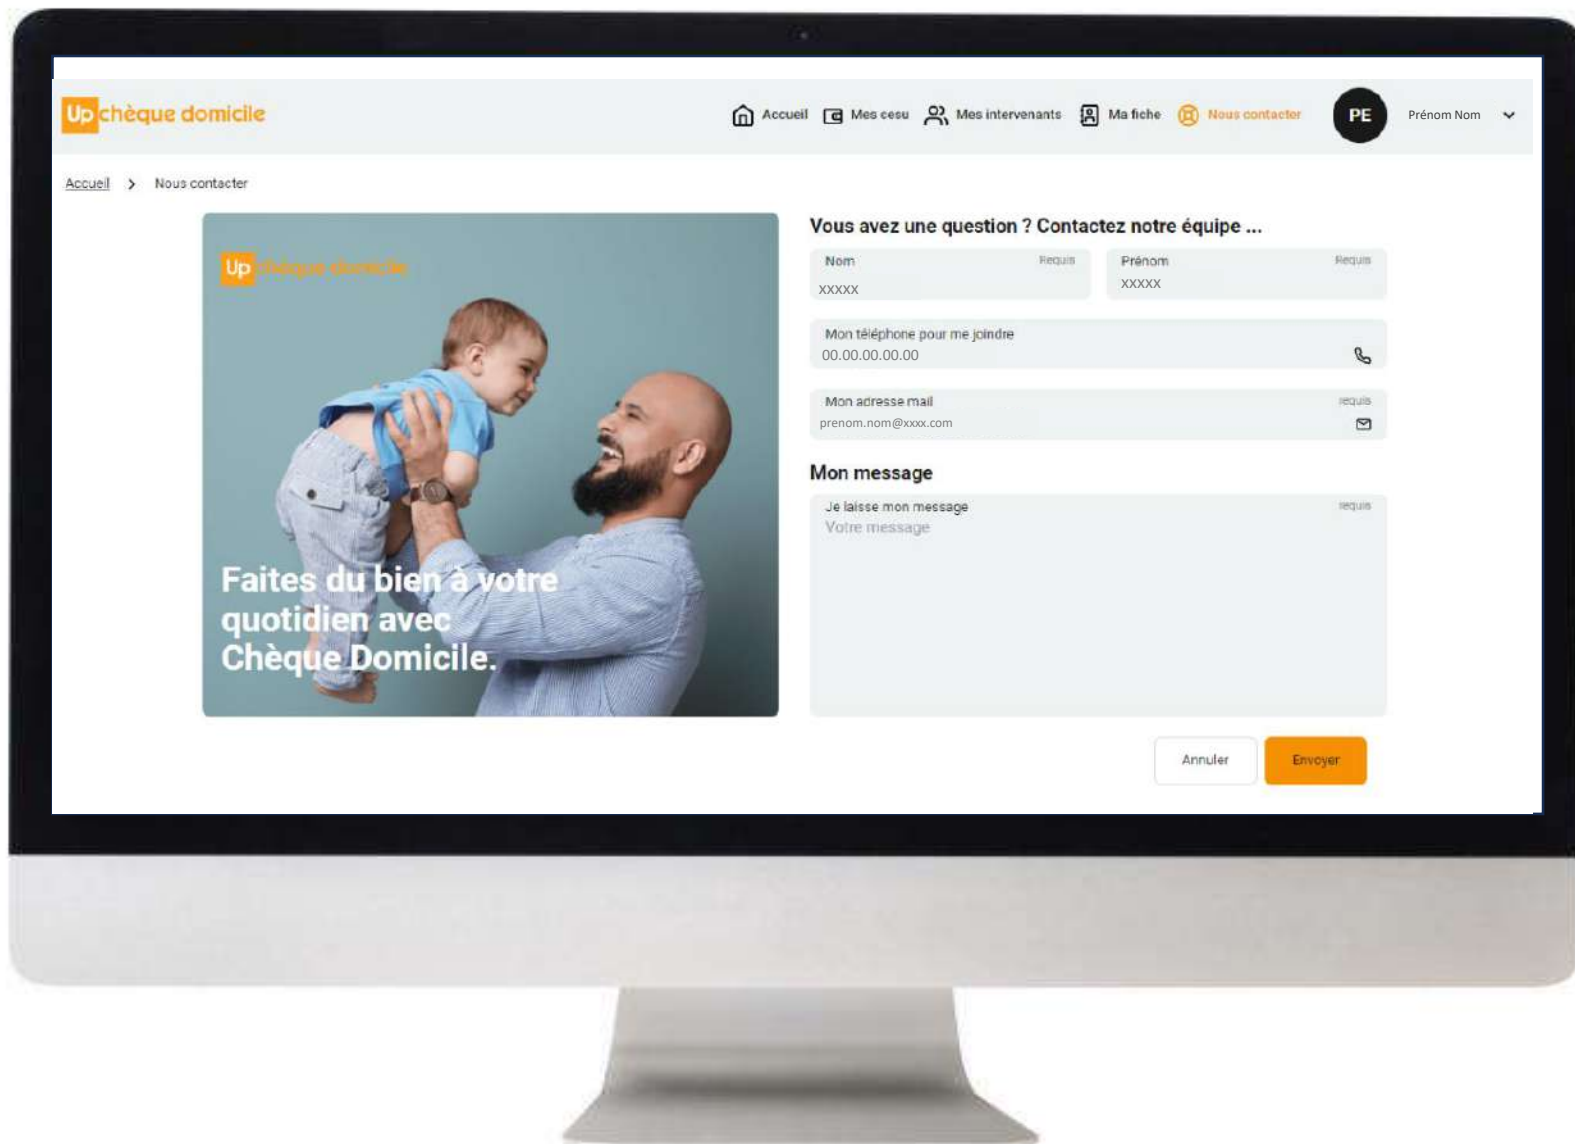 Up chèque domicile
Accueil Mes cesu Mes intervenants Ma fiche Nous contacter PE Prénom Nom
Accueil > Nous contacter
Up chèque domicile
Faites du bien à votre
quotidien avec
Chèque Domicile.
Vous avez une question ? Contactez notre équipe ...
Nom Requis Prénom Requis
xxxxx xxxxx
Mon téléphone pour me joindre
00.00.00.00.00
Mon adresse mail requis
prenom.nom@xxxx.com
Mon message
Je laisse mon message requis
Votre message
Annuler Envoyer